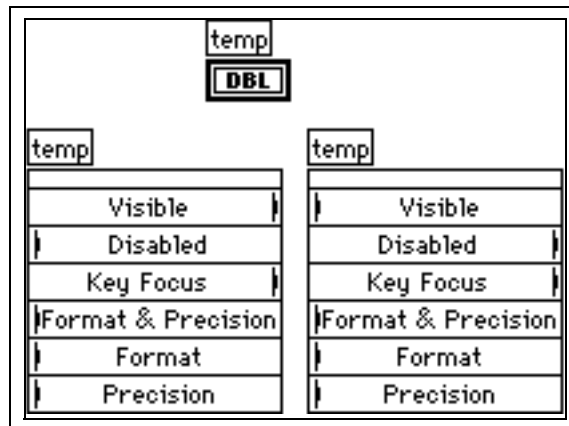 temp
DBL
temp
Visible
Disabled
Key Focus
Format & Precision
Format
Precision
temp
Visible
Disabled
Key Focus
Format & Precision
Format
Precision